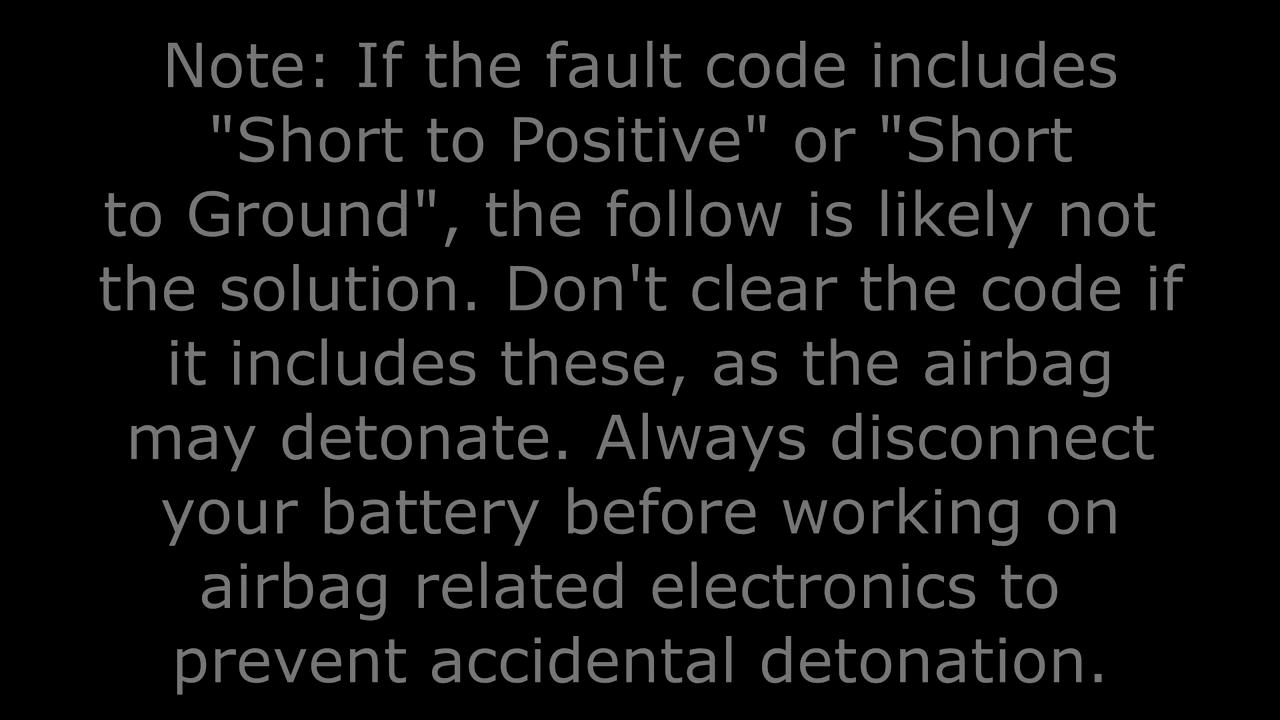 Note: If the fault code includes
"Short to Positive" or "Short
to Ground", the follow is likely not
the solution. Don't clear the code if
it includes these, as the airbag
may detonate. Always disconnect
your battery before working on
airbag related electronics to
prevent accidental detonation.